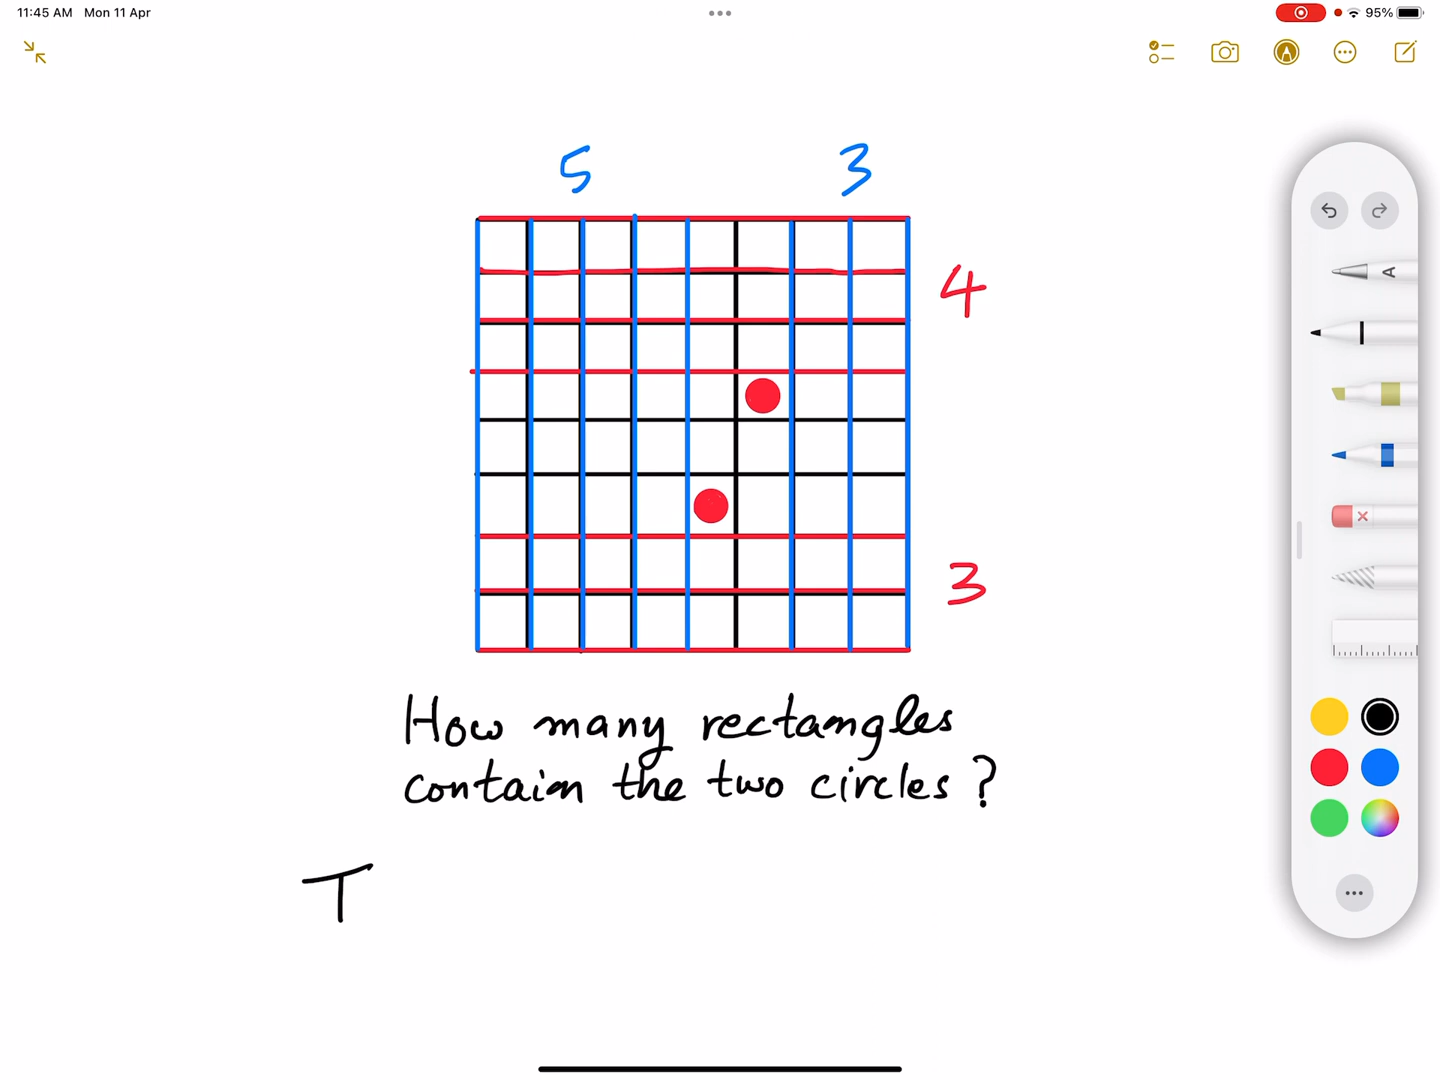 11:45 AM Mon 11 Apr
95%
5 3
4
3
How many rectangles
contain the two circles ?
T
A